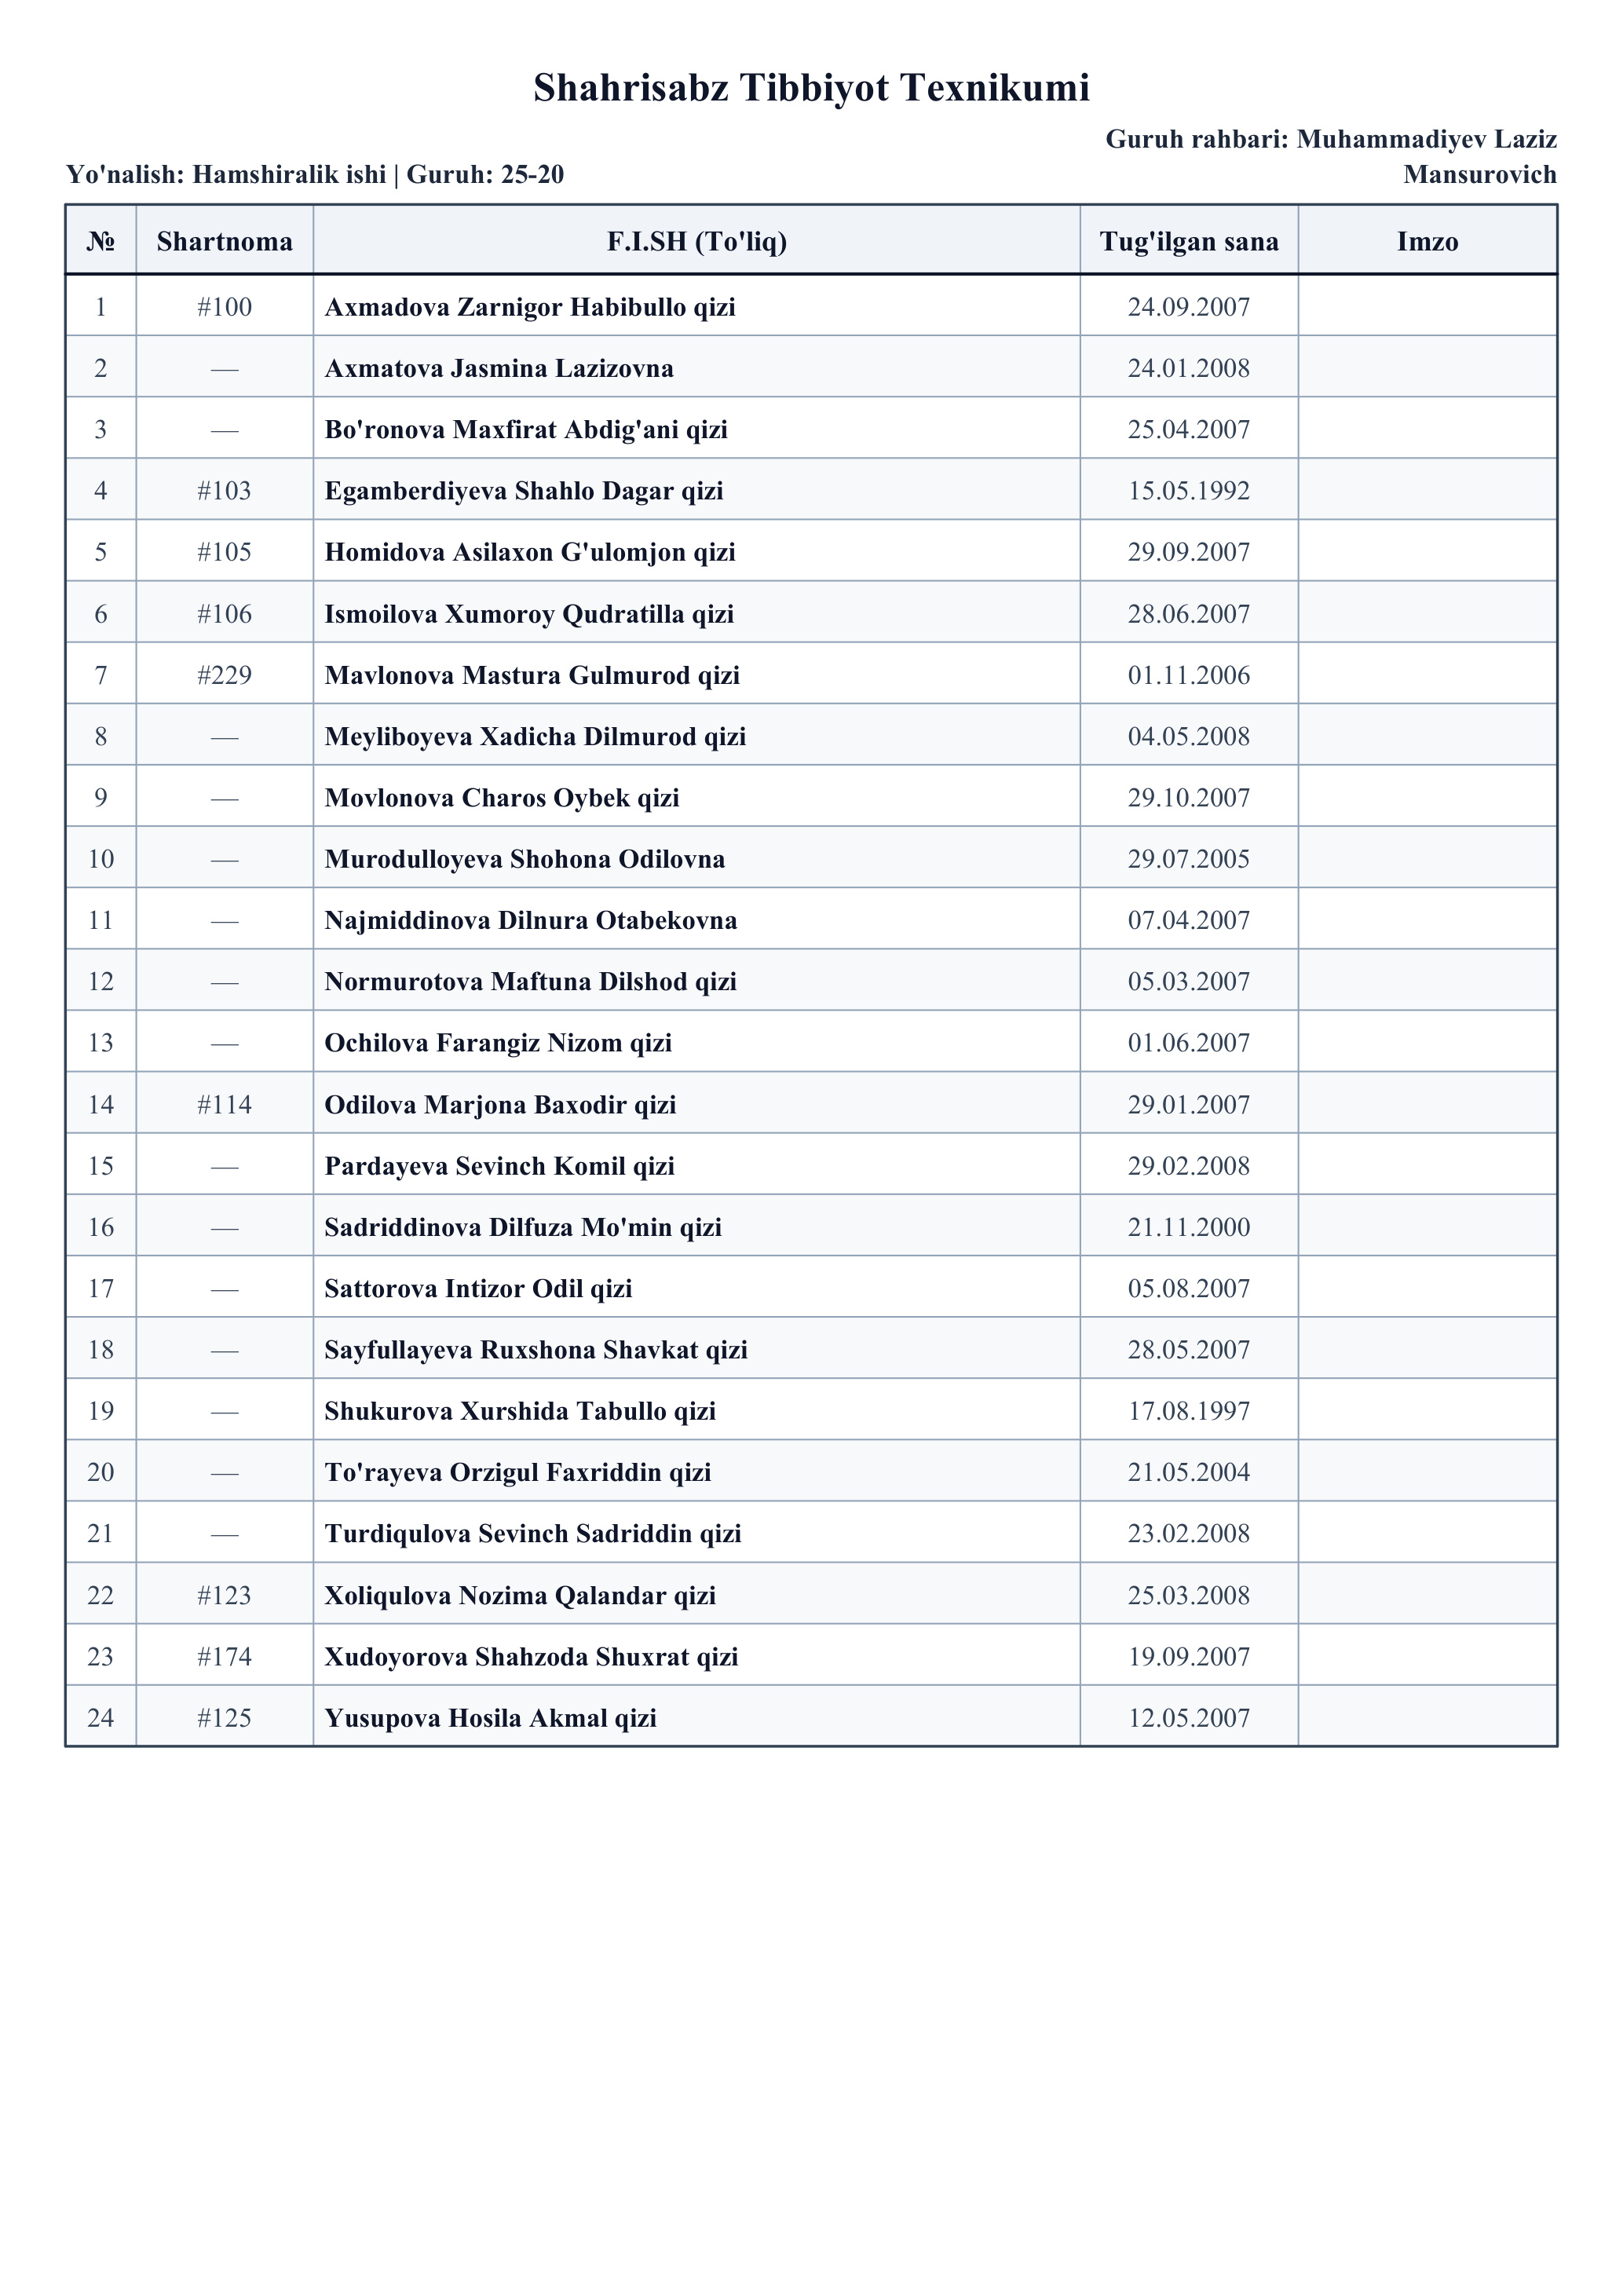 Shahrisabz Tibbiyot Texnikumi
Guruh rahbari: Muhammadiyev Laziz
Yo'nalish: Hamshiralik ishi | Guruh: 25-20 Mansurovich
№ Shartnoma F.I.SH (To'liq) Tug'ilgan sana Imzo
1 #100 Axmadova Zarnigor Habibullo qizi 24.09.2007
2 — Axmatova Jasmina Lazizovna 24.01.2008
3 — Bo'ronova Maxfirat Abdig'ani qizi 25.04.2007
4 #103 Egamberdiyeva Shahlo Dagar qizi 15.05.1992
5 #105 Homidova Asilaxon G'ulomjon qizi 29.09.2007
6 #106 Ismoilova Xumoroy Qudratilla qizi 28.06.2007
7 #229 Mavlonova Mastura Gulmurod qizi 01.11.2006
8 — Meyliboyeva Xadicha Dilmurod qizi 04.05.2008
9 — Movlonova Charos Oybek qizi 29.10.2007
10 — Murodulloyeva Shohona Odilovna 29.07.2005
11 — Najmiddinova Dilnura Otabekovna 07.04.2007
12 — Normurotova Maftuna Dilshod qizi 05.03.2007
13 — Ochilova Farangiz Nizom qizi 01.06.2007
14 #114 Odilova Marjona Baxodir qizi 29.01.2007
15 — Pardayeva Sevinch Komil qizi 29.02.2008
16 — Sadriddinova Dilfuza Mo'min qizi 21.11.2000
17 — Sattorova Intizor Odil qizi 05.08.2007
18 — Sayfullayeva Ruxshona Shavkat qizi 28.05.2007
19 — Shukurova Xurshida Tabullo qizi 17.08.1997
20 — To'rayeva Orzigul Faxriddin qizi 21.05.2004
21 — Turdiqulova Sevinch Sadriddin qizi 23.02.2008
22 #123 Xoliqulova Nozima Qalandar qizi 25.03.2008
23 #174 Xudoyorova Shahzoda Shuxrat qizi 19.09.2007
24 #125 Yusupova Hosila Akmal qizi 12.05.2007